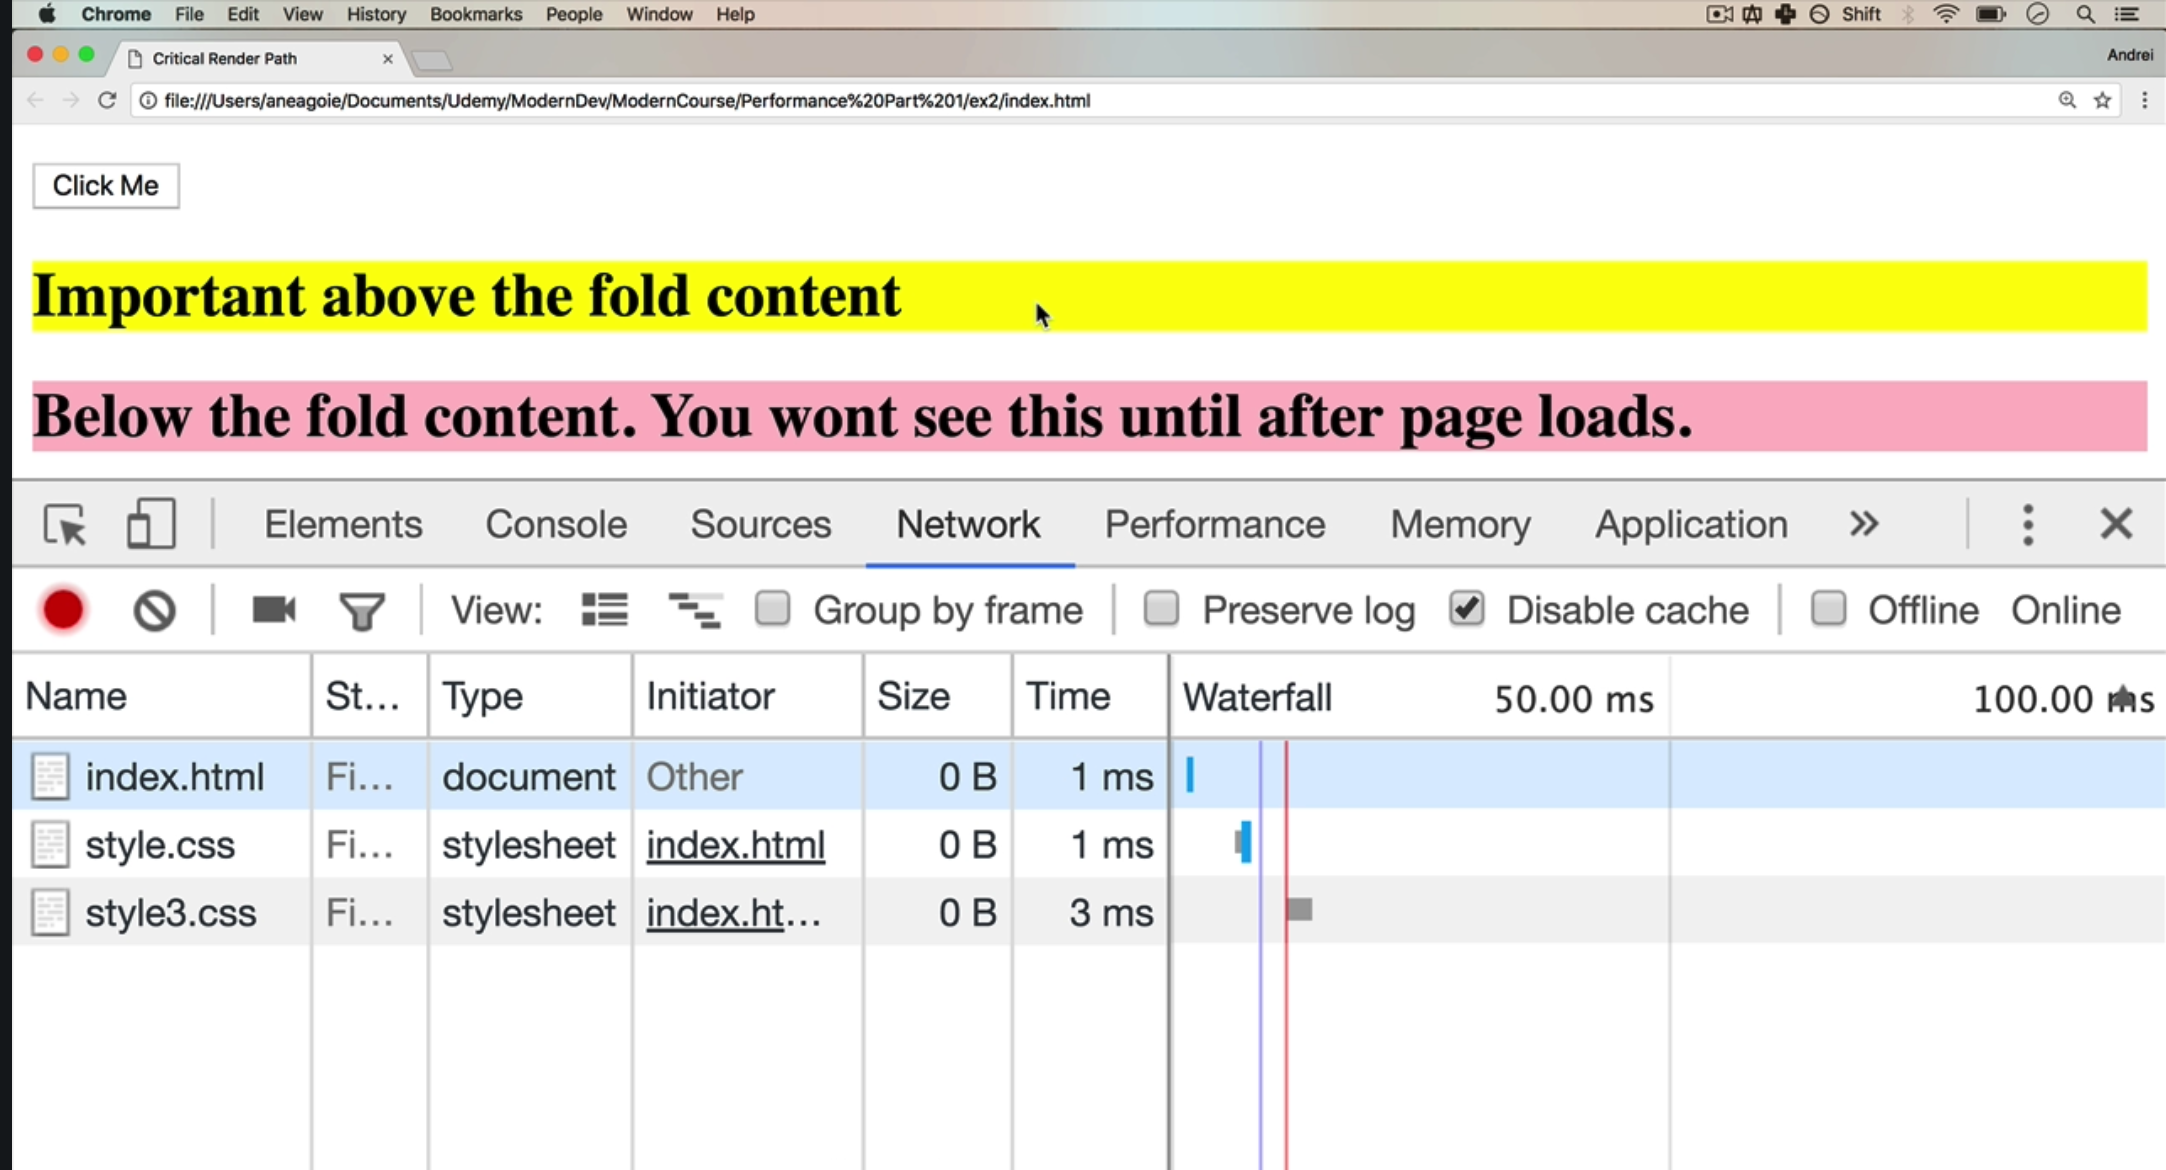 Chrome File Edit View History Bookmarks People Window Help Shift
Critical Render Path Andrei
file:///Users/aneagoie/Documents/Udemy/ModernDev/ModernCourse/Performance%20Part%201/ex2/index.html
Click Me
Important above the fold content
Below the fold content. You wont see this until after page loads.
Elements Console Sources Network Performance Memory Application
View: Group by frame Preserve log Disable cache Offline Online
Name St... Type Initiator Size Time Waterfall 50.00 ms 100.00 ms
index.html Fi... document Other 0 B 1 ms
style.css Fi... stylesheet index.html 0 B 1 ms
style3.css Fi... stylesheet index.ht... 0 B 3 ms